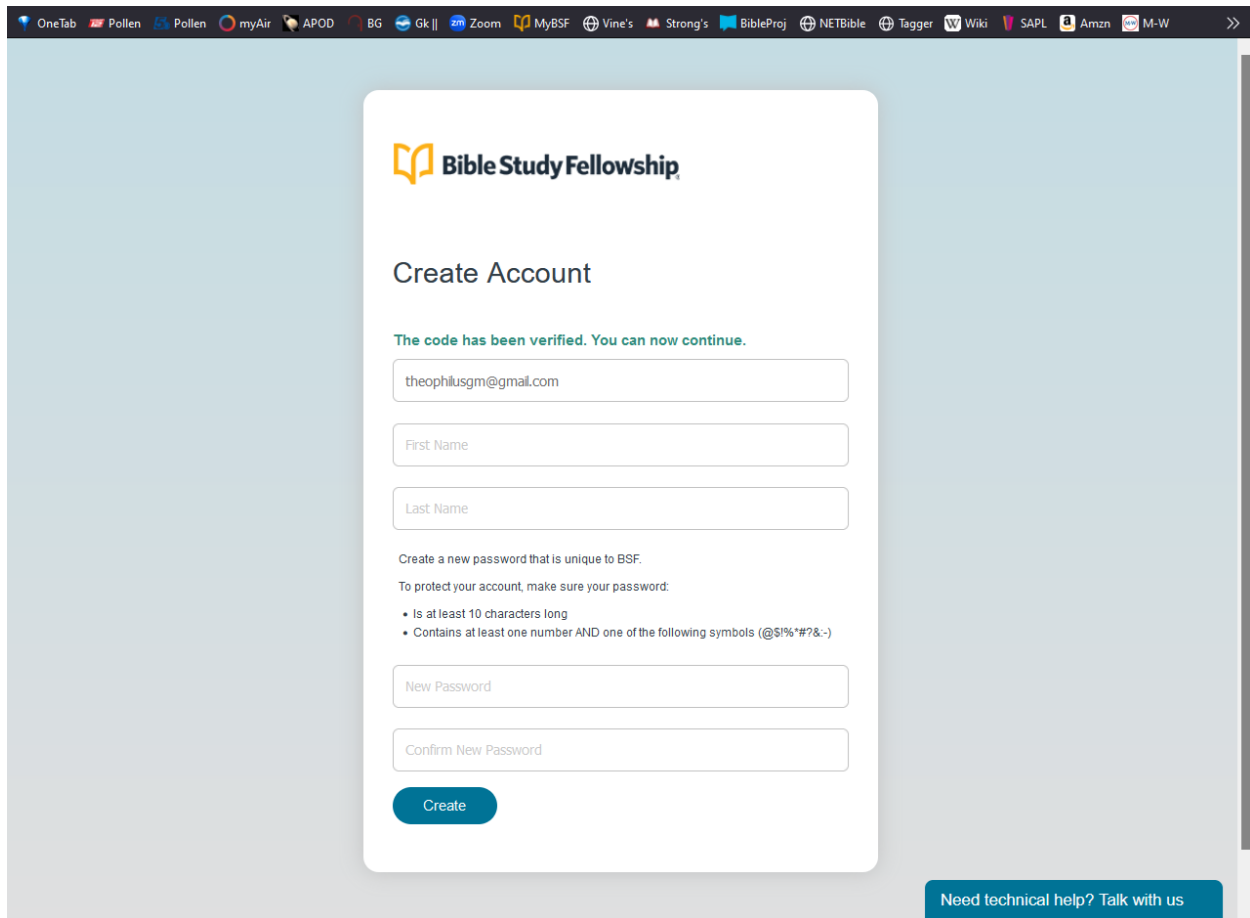 OneTab Pollen Pollen myAir APOD BG Gk || Zoom MyBSF Vine's Strong's BibleProj NETBible Tagger Wiki SAPL Amzn M-W »
Bible Study Fellowship
Create Account
The code has been verified. You can now continue.
theophilusgm@gmail.com
First Name
Last Name
Create a new password that is unique to BSF.
To protect your account, make sure your password:
• Is at least 10 characters long
• Contains at least one number AND one of the following symbols (@$!%*#?&:-)
New Password
Confirm New Password
Create
Need technical help? Talk with us